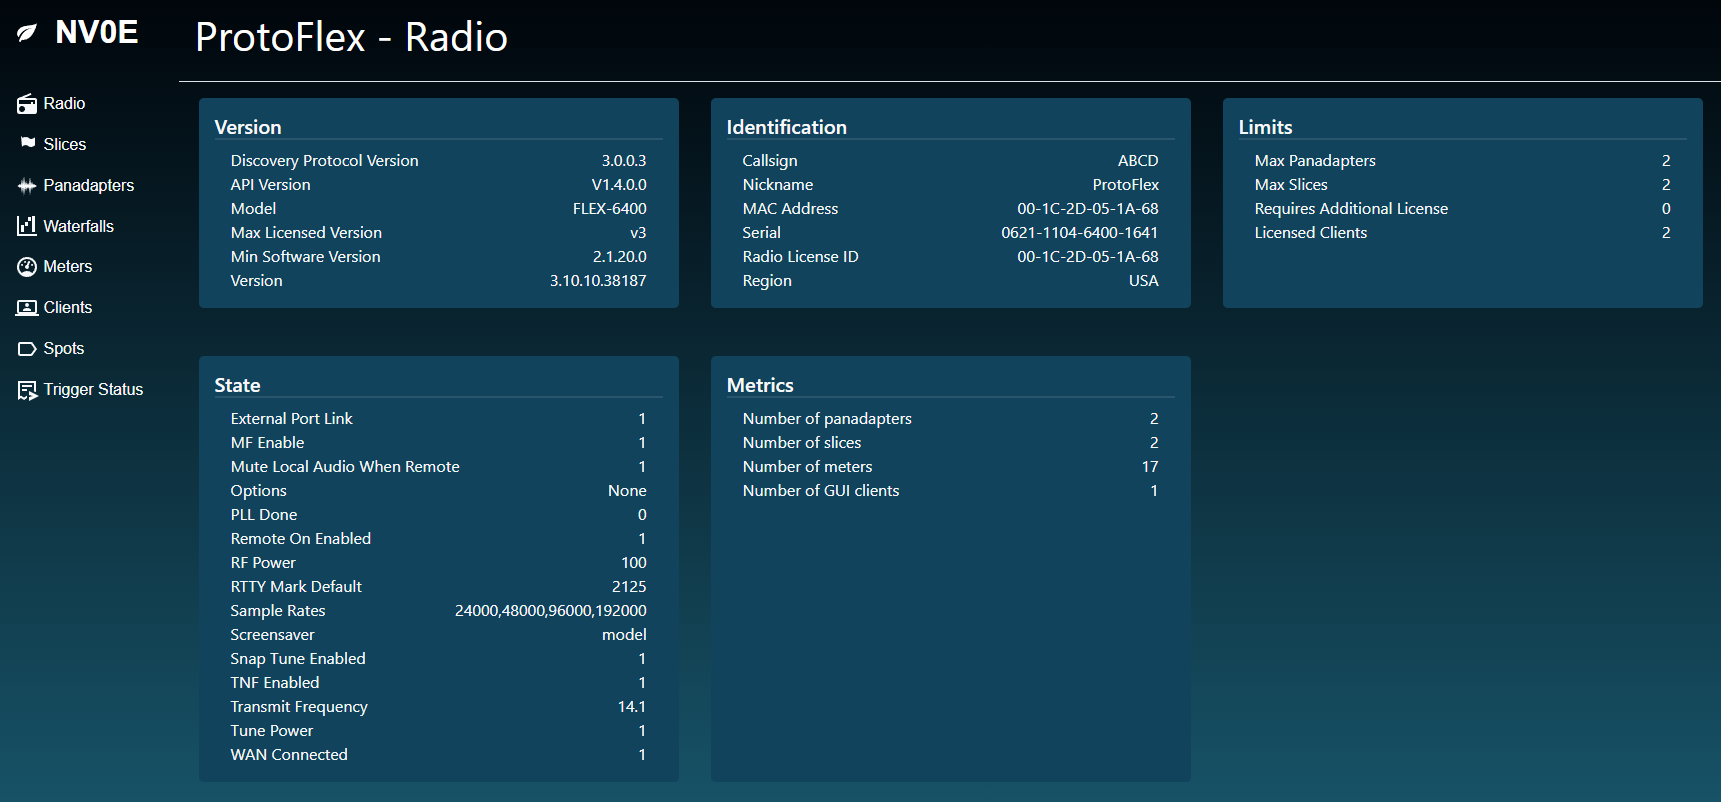 NV0E
ProtoFlex - Radio
Radio
Slices
Panadapters
Waterfalls
Meters
Clients
Spots
Trigger Status
Version
Discovery Protocol Version 3.0.0.3
API Version V1.4.0.0
Model FLEX-6400
Max Licensed Version v3
Min Software Version 2.1.20.0
Version 3.10.10.38187
Identification
Callsign ABCD
Nickname ProtoFlex
MAC Address 00-1C-2D-05-1A-68
Serial 0621-1104-6400-1641
Radio License ID 00-1C-2D-05-1A-68
Region USA
Limits
Max Panadapters 2
Max Slices 2
Requires Additional License 0
Licensed Clients 2
State
External Port Link 1
MF Enable 1
Mute Local Audio When Remote 1
Options None
PLL Done 0
Remote On Enabled 1
RF Power 100
RTTY Mark Default 2125
Sample Rates 24000,48000,96000,192000
Screensaver model
Snap Tune Enabled 1
TNF Enabled 1
Transmit Frequency 14.1
Tune Power 1
WAN Connected 1
Metrics
Number of panadapters 2
Number of slices 2
Number of meters 17
Number of GUI clients 1